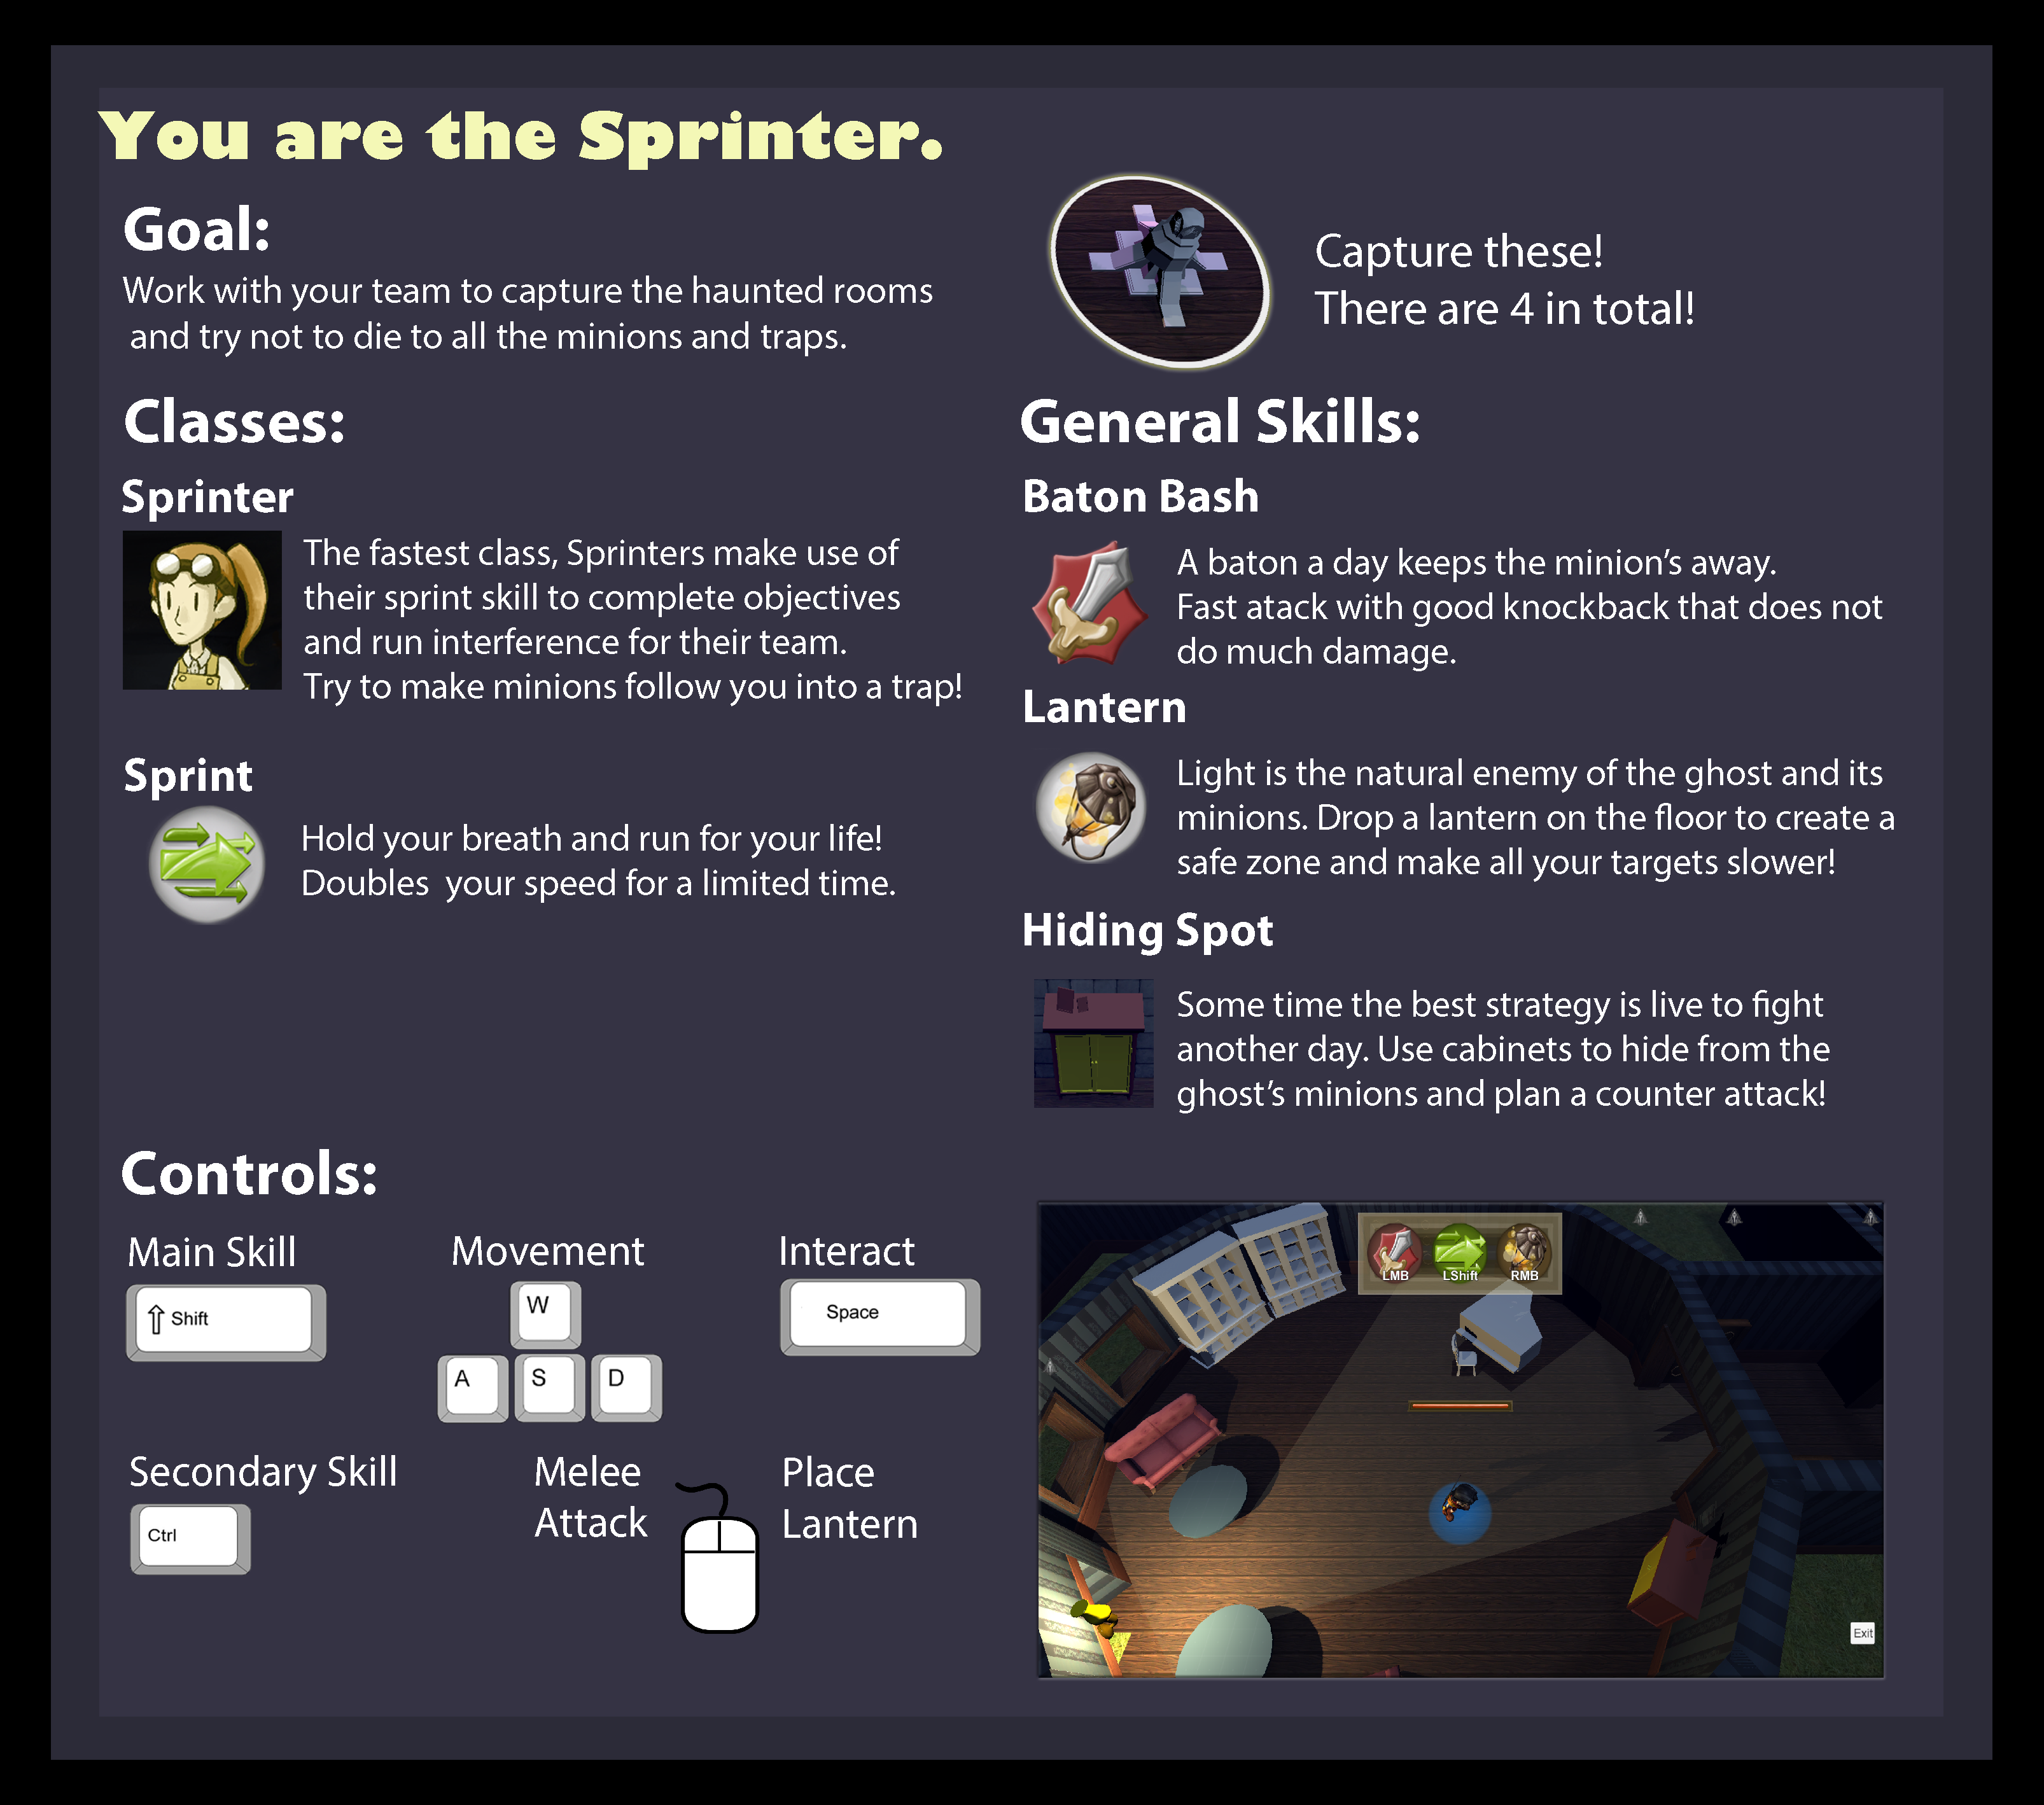 You are the Sprinter.
Goal:
Work with your team to capture the haunted rooms
and try not to die to all the minions and traps.
Capture these!
There are 4 in total!
Classes:
Sprinter
The fastest class, Sprinters make use of
their sprint skill to complete objectives
and run interference for their team.
Try to make minions follow you into a trap!
Sprint
Hold your breath and run for your life!
Doubles your speed for a limited time.
General Skills:
Baton Bash
A baton a day keeps the minion's away.
Fast atack with good knockback that does not
do much damage.
Lantern
Light is the natural enemy of the ghost and its
minions. Drop a lantern on the floor to create a
safe zone and make all your targets slower!
Hiding Spot
Some time the best strategy is live to fight
another day. Use cabinets to hide from the
ghost's minions and plan a counter attack!
Controls:
Main Skill
Shift
Movement
W
A S D
Interact
Space
Secondary Skill
Ctrl
Melee
Attack
Place
Lantern
LMB LShift RMB
Exit